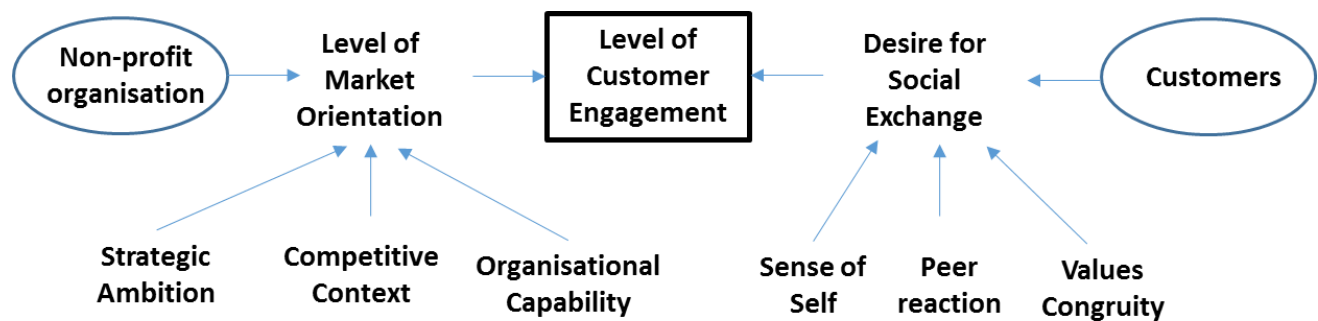 Non-profit
organisation
Level of
Market
Orientation
Level of
Customer
Engagement
Desire for
Social
Exchange
Customers
Strategic
Ambition
Competitive
Context
Organisational
Capability
Sense of
Self
Peer
reaction
Values
Congruity